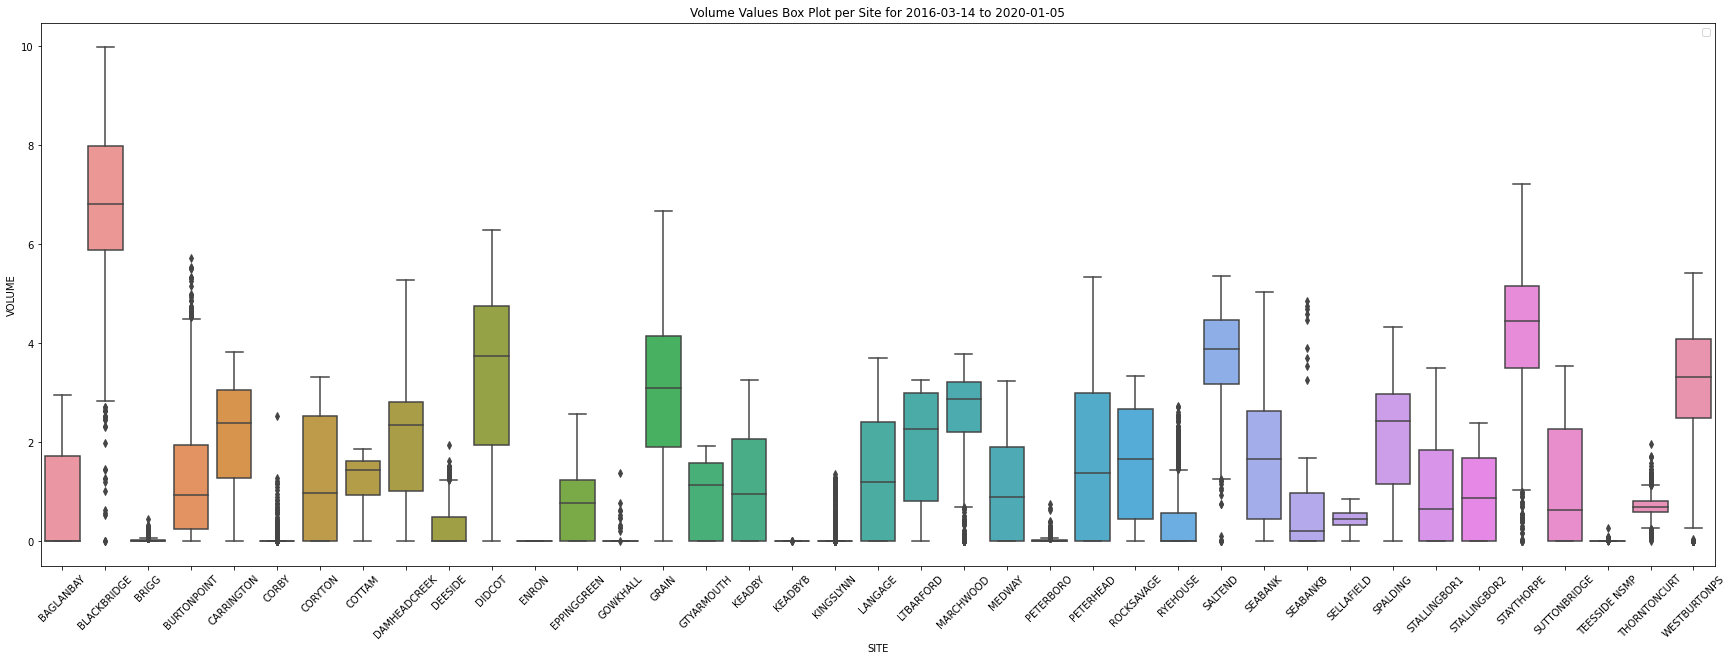 Volume Values Box Plot per Site for 2016-03-14 to 2020-01-05
VOLUME
10
8
6
4
2
0
BAGLANBAY
BLACKBRIDGE
BRIGG
BURTONPOINT
CARRINGTON
CORBY
CORYTON
COTTAM
DAMHEADCREEK
DEESIDE
DIDCOT
ENRON
EPPINGGREEN
GOWKHALL
GRAIN
GTYARMOUTH
KEADBY
KEADBYB
KINGSLYNN
LANGAGE
LTBARFORD
MARCHWOOD
MEDWAY
PETERBORO
PETERHEAD
ROCKSAVAGE
RYEHOUSE
SALTEND
SEABANK
SEABANKB
SELLAFIELD
SPALDING
STALLINGBOR1
STALLINGBOR2
STAYTHORPE
SUTTONBRIDGE
TEESSIDE NSMP
THORNTONCURT
WESTBURTONPS
SITE